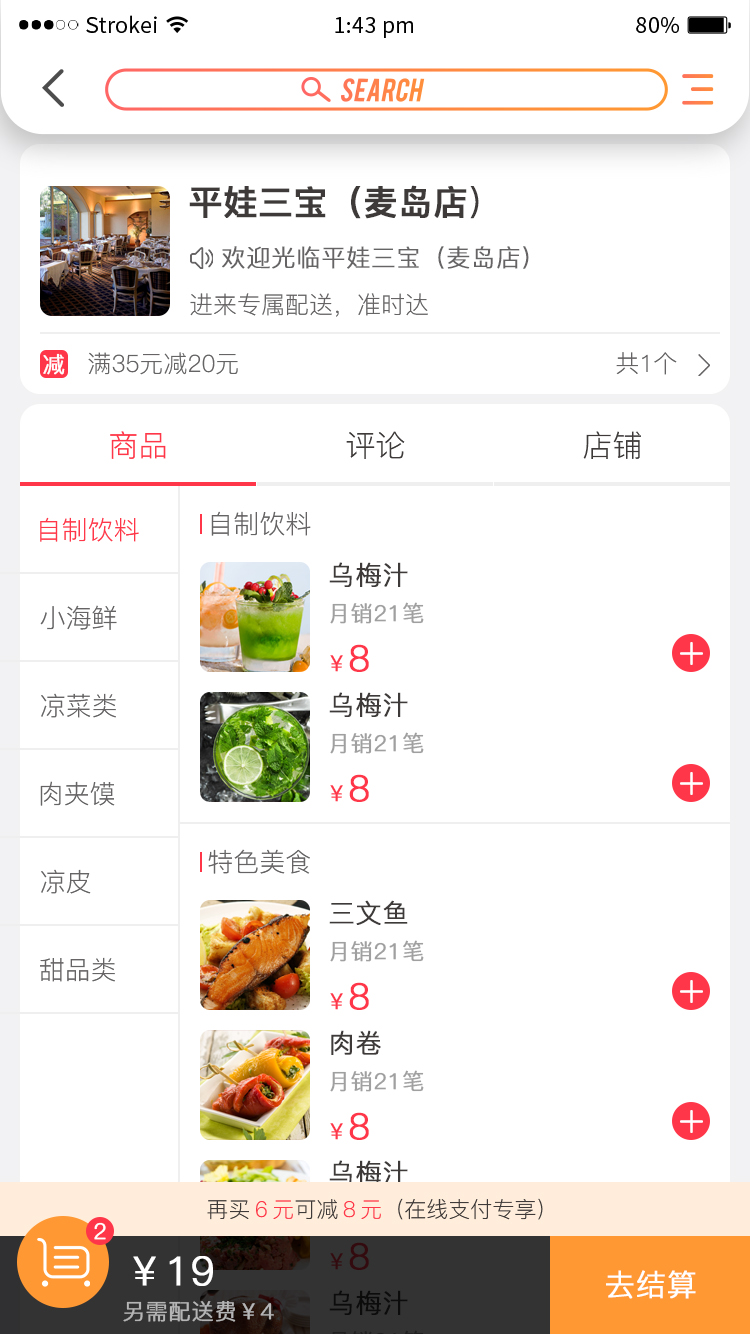 Strokei 1:43 pm 80%
SEARCH
平娃三宝（麦岛店）
欢迎光临平娃三宝（麦岛店）
进来专属配送，准时达
减 满35元减20元 共1个
商品 评论 店铺
自制饮料
小海鲜
凉菜类
肉夹馍
凉皮
甜品类
自制饮料
乌梅汁
月销21笔
¥8
乌梅汁
月销21笔
¥8
特色美食
三文鱼
月销21笔
¥8
肉卷
月销21笔
¥8
乌梅汁
再买6元可减8元（在线支付专享）
¥8
乌梅汁
2
¥19
另需配送费¥4
去结算